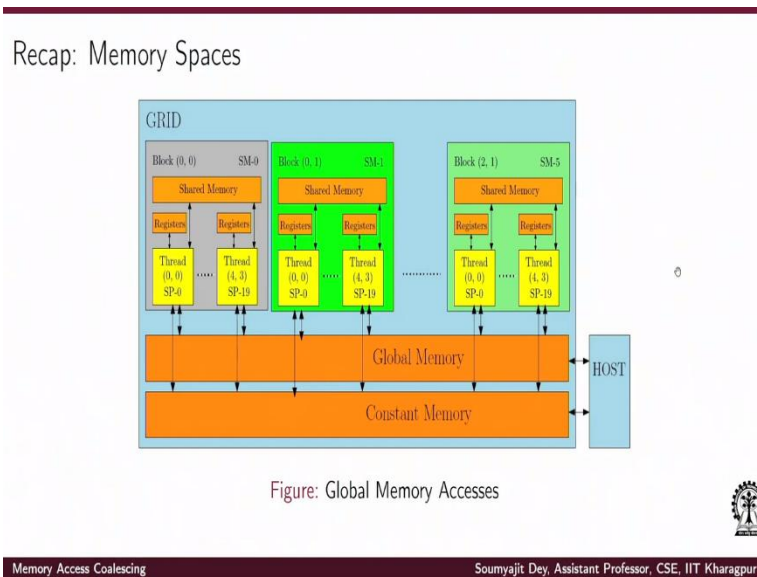 Recap: Memory Spaces
GRID
Block (0, 0) SM-0
Shared Memory
Registers Registers
Thread Thread
(0, 0) (4, 3)
SP-0 SP-19
Block (0, 1) SM-1
Shared Memory
Registers Registers
Thread Thread
(0, 0) (4, 3)
SP-0 SP-19
Block (2, 1) SM-5
Shared Memory
Registers Registers
Thread Thread
(0, 0) (4, 3)
SP-0 SP-19
Global Memory
Constant Memory
HOST
Figure: Global Memory Accesses
Memory Access Coalescing
Soumyajit Dey, Assistant Professor, CSE, IIT Kharagpur